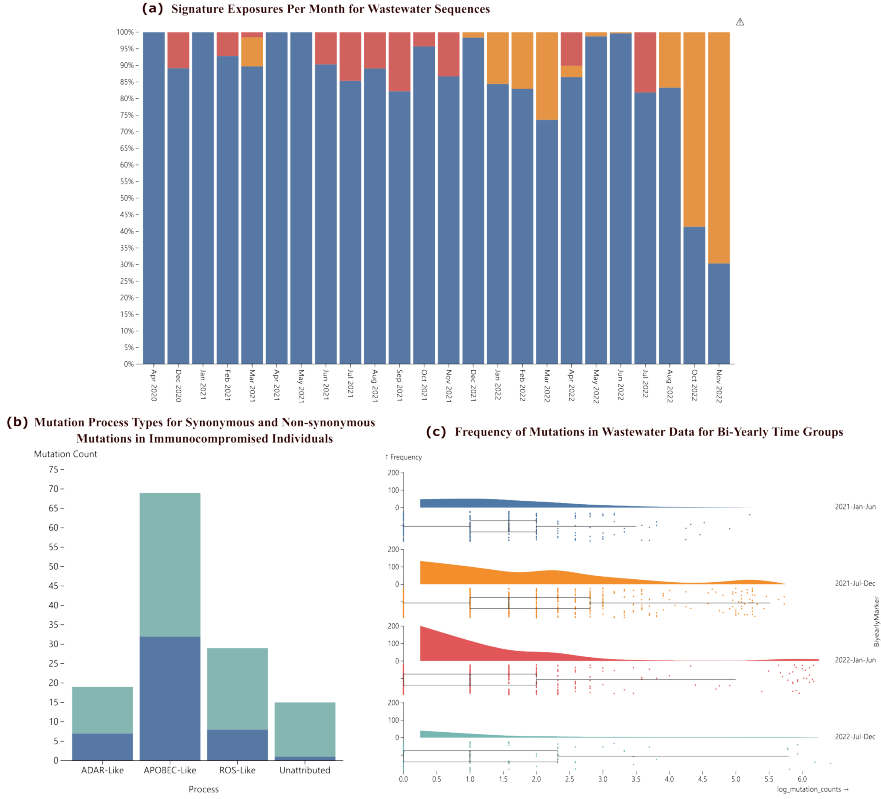 (a) Signature Exposures Per Month for Wastewater Sequences
100%
95%
90%
85%
80%
75%
70%
65%
60%
55%
50%
45%
40%
35%
30%
25%
20%
15%
10%
5%
0%
Apr 2020
Dec 2020
Jan 2021
Feb 2021
Mar 2021
Apr 2021
May 2021
Jun 2021
Jul 2021
Aug 2021
Sep 2021
Oct 2021
Nov 2021
Dec 2021
Jan 2022
Feb 2022
Mar 2022
Apr 2022
May 2022
Jun 2022
Jul 2022
Aug 2022
Oct 2022
Nov 2022
(b) Mutation Process Types for Synonymous and Non-synonymous
Mutations in Immunocompromised Individuals
Mutation Count
75
70
65
60
55
50
45
40
35
30
25
20
15
10
5
0
ADAR-Like
APOBEC-Like
ROS-Like
Unattributed
Process
(c) Frequency of Mutations in Wastewater Data for Bi-Yearly Time Groups
↑ Frequency
200
100
0
2021-Jan-Jun
200
100
0
2021-Jul-Dec
200
100
0
2022-Jan-Jun
200
100
0
2022-Jul-Dec
BiyearlyMarker
0.0
0.5
1.0
1.5
2.0
2.5
3.0
3.5
4.0
4.5
5.0
5.5
6.0
log_mutation_counts →